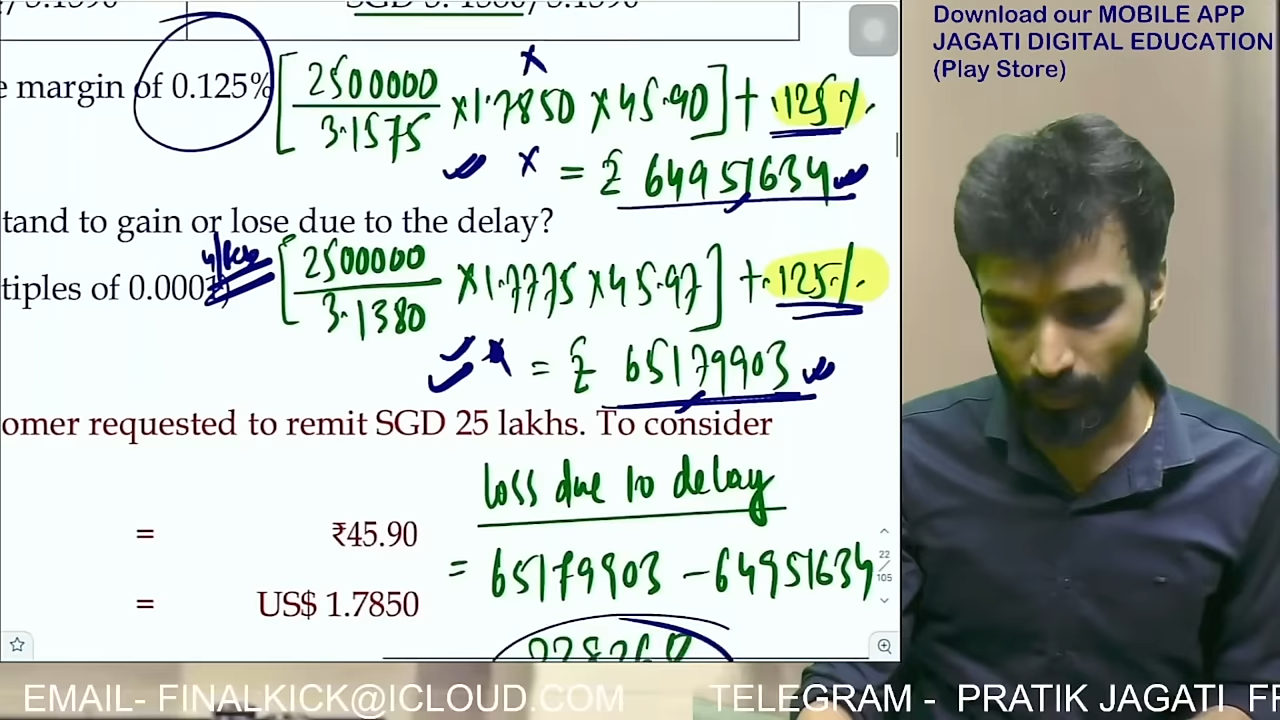 Download our MOBILE APP
JAGATI DIGITAL EDUCATION
(Play Store)
e margin of 0.125%
[2500000/3.1575 × 1.7850 × 45.90] + .125%
x
x = ₹ 64951634
tand to gain or lose due to the delay?
tiples of 0.000
[2500000/3.1380 × 1.7775 × 45.97] + .125%
= ₹ 65179903
omer requested to remit SGD 25 lakhs. To consider
loss due to delay
= ₹45.90
= 65179903 - 64951634
= US$ 1.7850
22
105
EMAIL- FINALKICK@ICLOUD.COM
TELEGRAM - PRATIK JAGATI